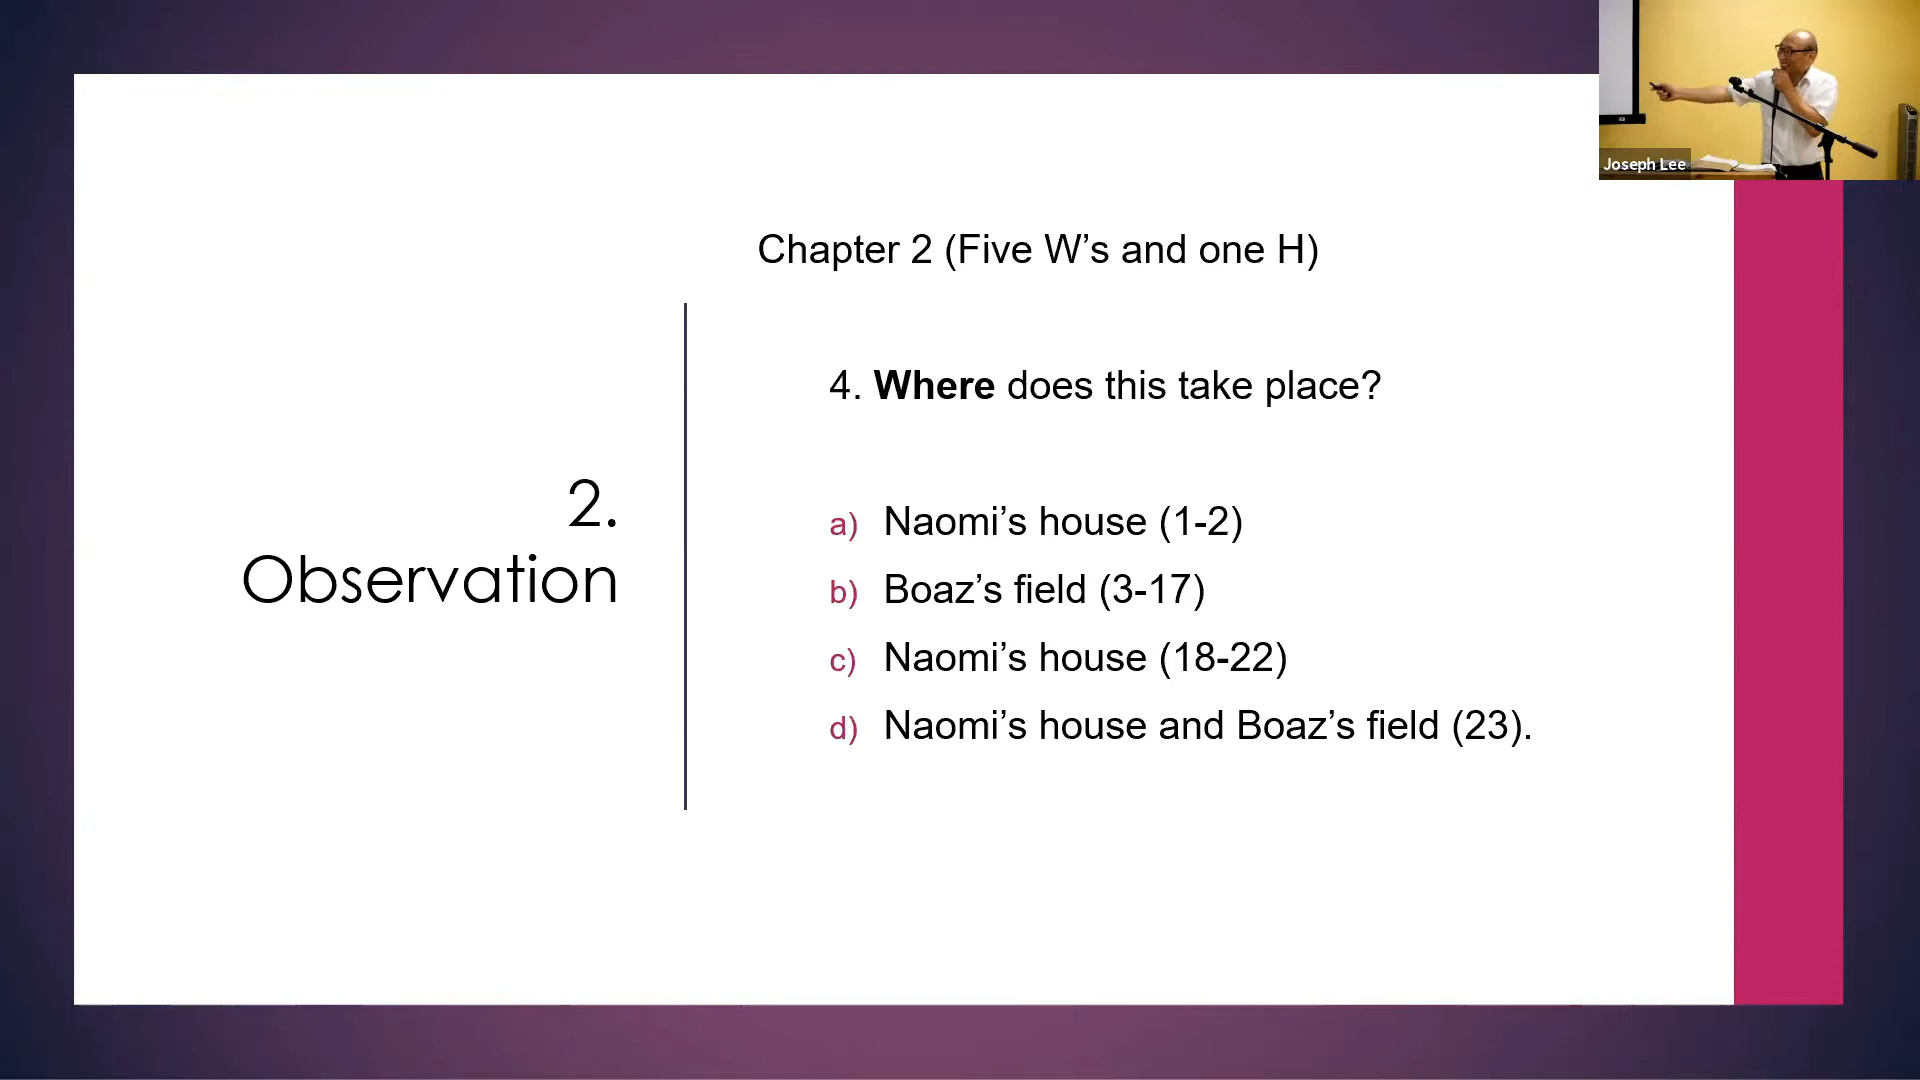 Joseph Lee
Chapter 2 (Five W’s and one H)
2.
Observation
4. Where does this take place?
a) Naomi’s house (1-2)
b) Boaz’s field (3-17)
c) Naomi’s house (18-22)
d) Naomi’s house and Boaz’s field (23).